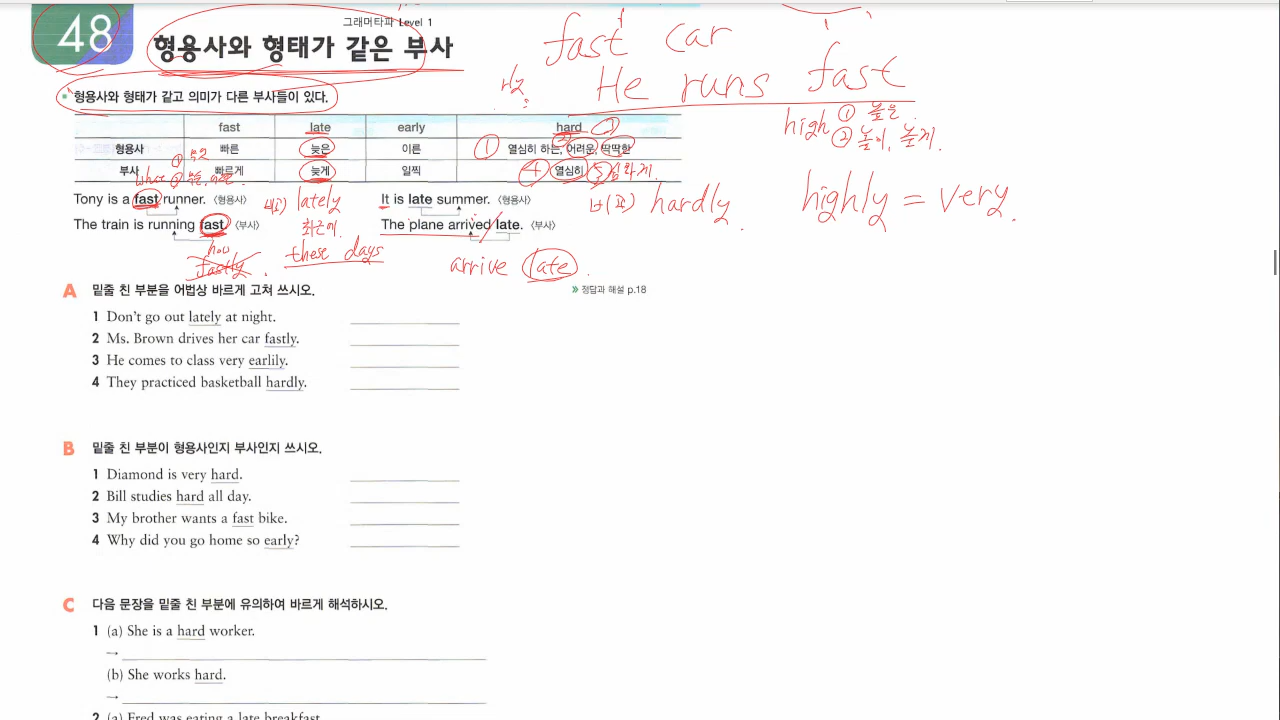 그래머타파 Level 1
48 형용사와 형태가 같은 부사
fast car
He runs fast
형용사와 형태가 같고 의미가 다른 부사들이 있다.
high ① 높은
② 높이, 높게.
fast late early hard
형용사 빠른 늦은 이른 ① 열심히 하는, 어려운, 딱딱한
부사 빠르게 늦게 일찍 ④ 열심히
Tony is a fast runner. <형용사>
lately
최근에.
these days
It is late summer. <형용사>
hardly.
highly = very.
The train is running fast. <부사>
how
fastly
The plane arrived late. <부사>
arrive late.
A 밑줄 친 부분을 어법상 바르게 고쳐 쓰시오.
» 정답과 해설 p.18
1 Don't go out lately at night.
2 Ms. Brown drives her car fastly.
3 He comes to class very earlily.
4 They practiced basketball hardly.
B 밑줄 친 부분이 형용사인지 부사인지 쓰시오.
1 Diamond is very hard.
2 Bill studies hard all day.
3 My brother wants a fast bike.
4 Why did you go home so early?
C 다음 문장을 밑줄 친 부분에 유의하여 바르게 해석하시오.
1 (a) She is a hard worker.
→
(b) She works hard.
→
2 (a) Fred was eating a late breakfast.